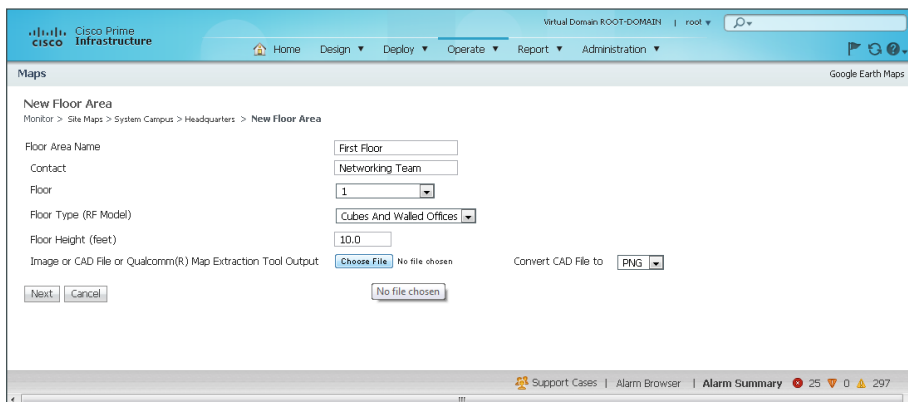 Virtual Domain ROOT-DOMAIN | root
Cisco Prime
CISCO Infrastructure
Home Design Deploy Operate Report Administration
Maps Google Earth Maps
New Floor Area
Monitor > Site Maps > System Campus > Headquarters > New Floor Area
Floor Area Name First Floor
Contact Networking Team
Floor 1
Floor Type (RF Model) Cubes And Walled Offices
Floor Height (feet) 10.0
Image or CAD File or Qualcomm(R) Map Extraction Tool Output Choose File No file chosen Convert CAD File to PNG
Next Cancel No file chosen
Support Cases | Alarm Browser | Alarm Summary 25 0 297